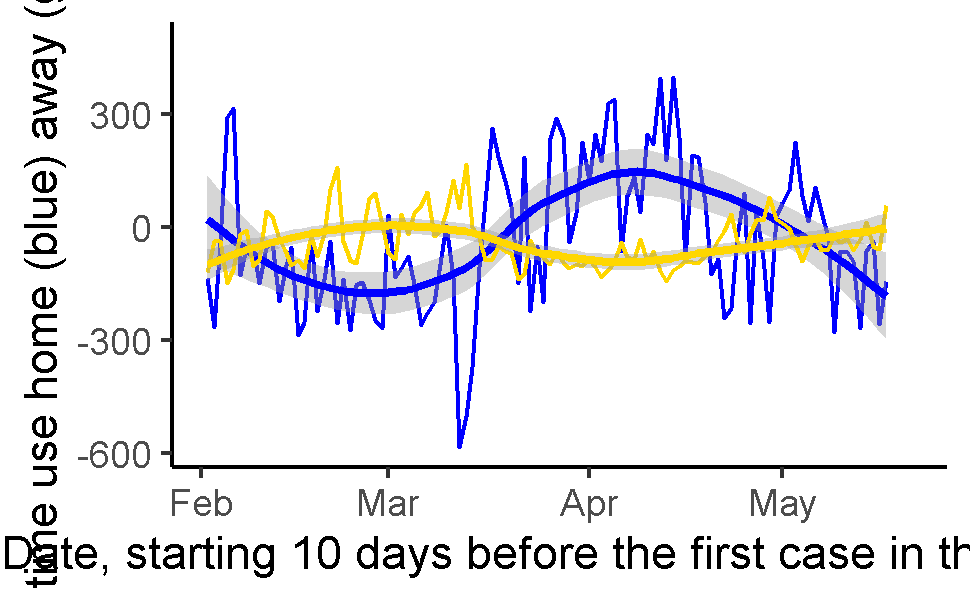 time use home (blue) away (
300
0
-300
-600
Feb Mar Apr May
Date, starting 10 days before the first case in th